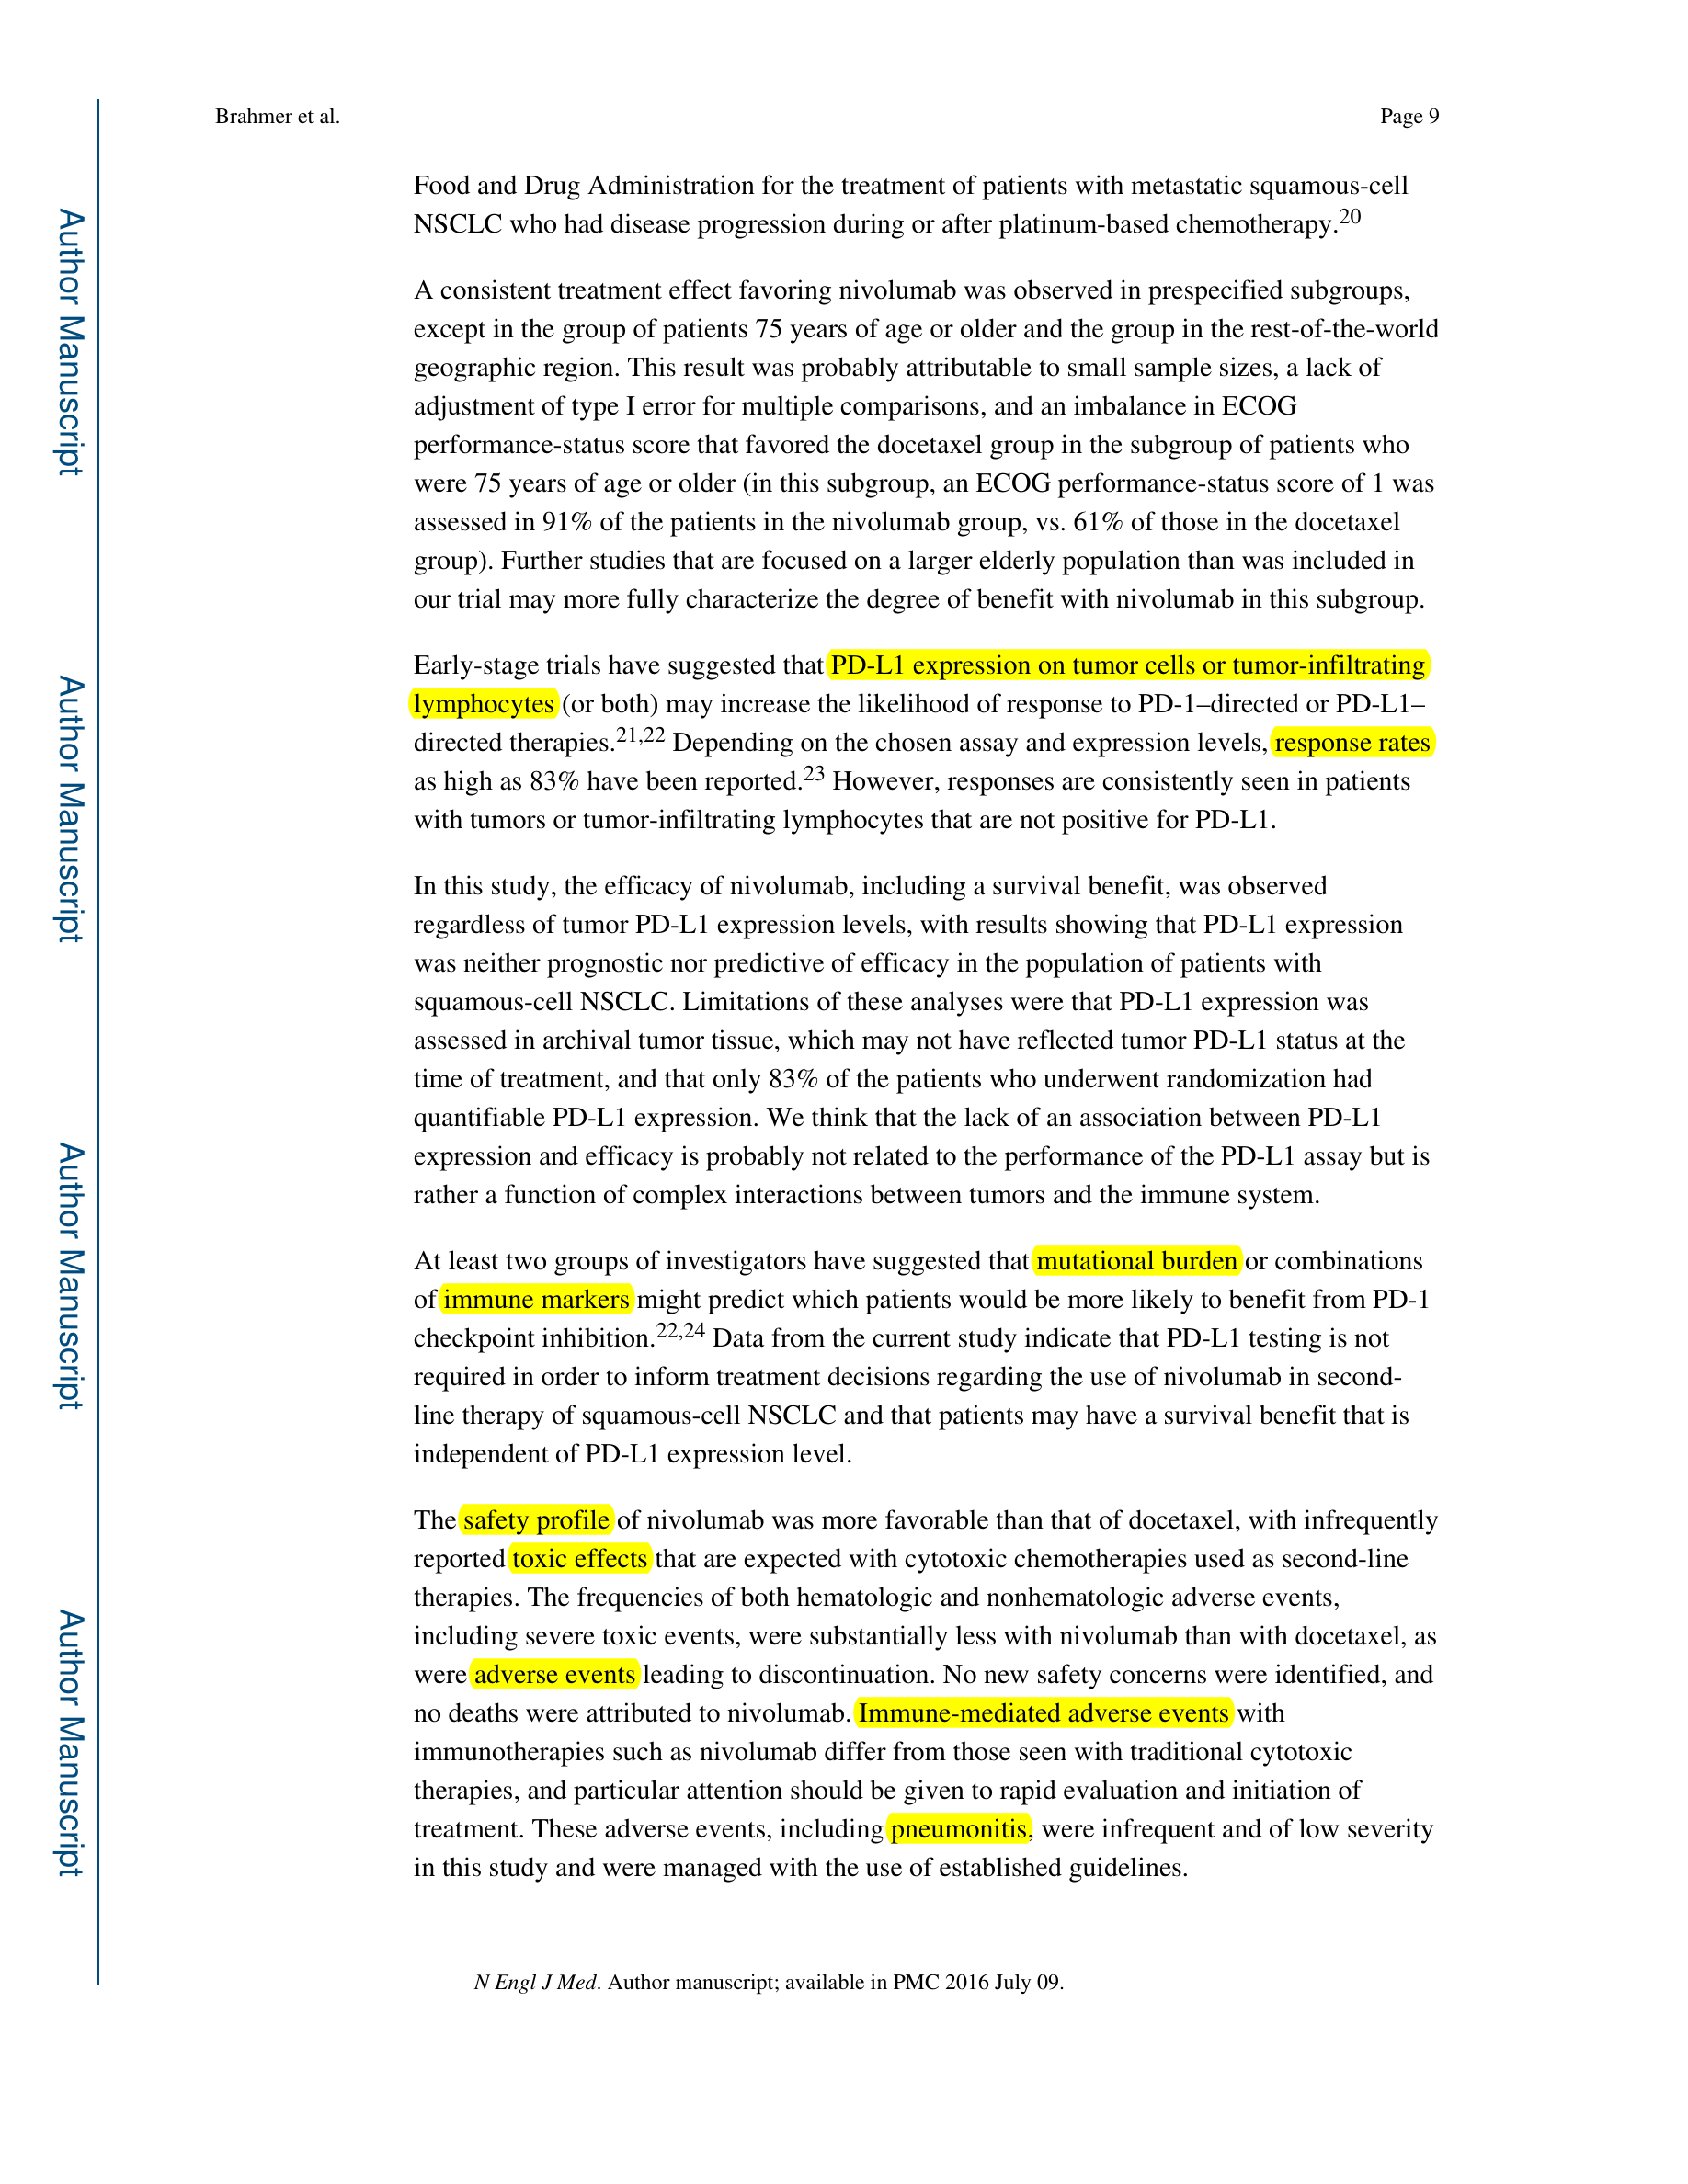 Brahmer et al.
Page 9
Food and Drug Administration for the treatment of patients with metastatic squamous-cell
NSCLC who had disease progression during or after platinum-based chemotherapy.20
A consistent treatment effect favoring nivolumab was observed in prespecified subgroups,
except in the group of patients 75 years of age or older and the group in the rest-of-the-world
geographic region. This result was probably attributable to small sample sizes, a lack of
adjustment of type I error for multiple comparisons, and an imbalance in ECOG
performance-status score that favored the docetaxel group in the subgroup of patients who
were 75 years of age or older (in this subgroup, an ECOG performance-status score of 1 was
assessed in 91% of the patients in the nivolumab group, vs. 61% of those in the docetaxel
group). Further studies that are focused on a larger elderly population than was included in
our trial may more fully characterize the degree of benefit with nivolumab in this subgroup.
Early-stage trials have suggested that PD-L1 expression on tumor cells or tumor-infiltrating
lymphocytes (or both) may increase the likelihood of response to PD-1–directed or PD-L1–
directed therapies.21,22 Depending on the chosen assay and expression levels, response rates
as high as 83% have been reported.23 However, responses are consistently seen in patients
with tumors or tumor-infiltrating lymphocytes that are not positive for PD-L1.
In this study, the efficacy of nivolumab, including a survival benefit, was observed
regardless of tumor PD-L1 expression levels, with results showing that PD-L1 expression
was neither prognostic nor predictive of efficacy in the population of patients with
squamous-cell NSCLC. Limitations of these analyses were that PD-L1 expression was
assessed in archival tumor tissue, which may not have reflected tumor PD-L1 status at the
time of treatment, and that only 83% of the patients who underwent randomization had
quantifiable PD-L1 expression. We think that the lack of an association between PD-L1
expression and efficacy is probably not related to the performance of the PD-L1 assay but is
rather a function of complex interactions between tumors and the immune system.
At least two groups of investigators have suggested that mutational burden or combinations
of immune markers might predict which patients would be more likely to benefit from PD-1
checkpoint inhibition.22,24 Data from the current study indicate that PD-L1 testing is not
required in order to inform treatment decisions regarding the use of nivolumab in second-
line therapy of squamous-cell NSCLC and that patients may have a survival benefit that is
independent of PD-L1 expression level.
The safety profile of nivolumab was more favorable than that of docetaxel, with infrequently
reported toxic effects that are expected with cytotoxic chemotherapies used as second-line
therapies. The frequencies of both hematologic and nonhematologic adverse events,
including severe toxic events, were substantially less with nivolumab than with docetaxel, as
were adverse events leading to discontinuation. No new safety concerns were identified, and
no deaths were attributed to nivolumab. Immune-mediated adverse events with
immunotherapies such as nivolumab differ from those seen with traditional cytotoxic
therapies, and particular attention should be given to rapid evaluation and initiation of
treatment. These adverse events, including pneumonitis, were infrequent and of low severity
in this study and were managed with the use of established guidelines.
N Engl J Med. Author manuscript; available in PMC 2016 July 09.
Author Manuscript
Author Manuscript
Author Manuscript
Author Manuscript